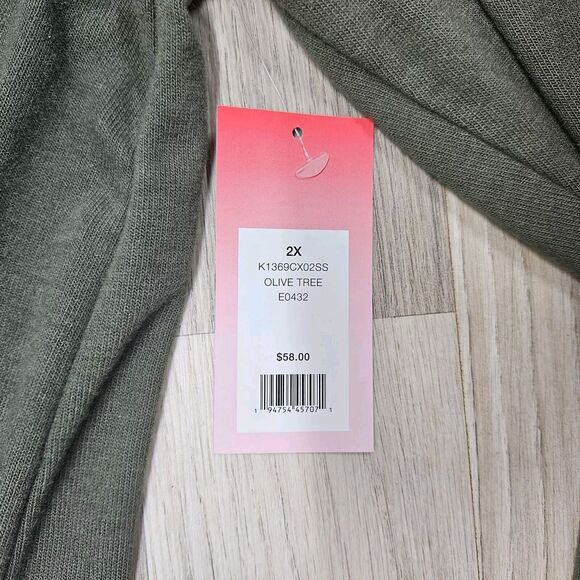 2X
K1369CX02SS
OLIVE TREE
E0432
$58.00
1 94754 45707 1